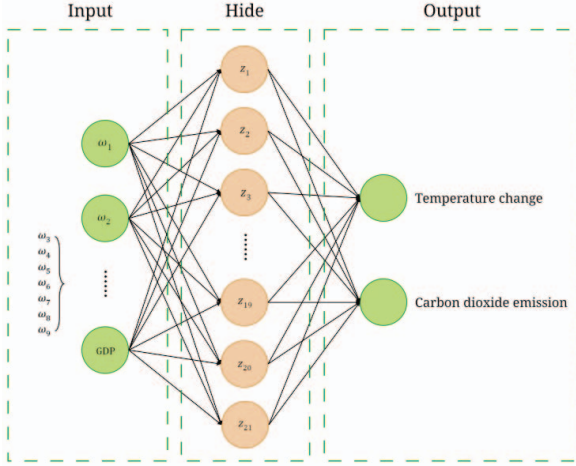 Input
Hide
Output
z₁
ω₁
z₂
z₃
Temperature change
ω₂
ω₃
ω₄
ω₅
ω₆
ω₇
ω₈
ω₉
z₁₉
Carbon dioxide emission
GDP
z₂₀
z₂₁